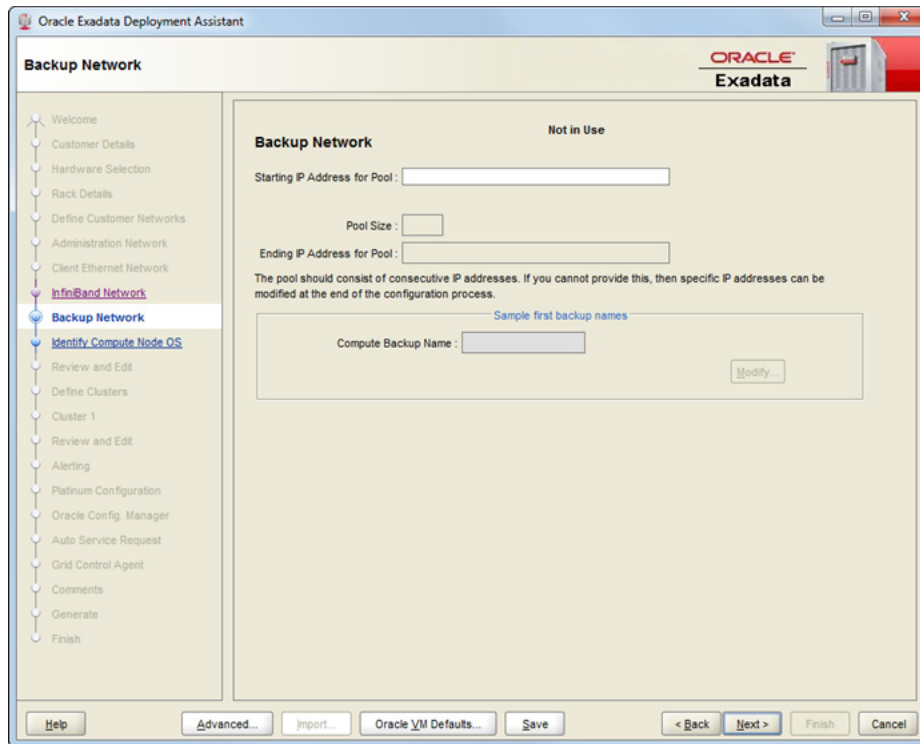 Oracle Exadata Deployment Assistant
Backup Network
ORACLE
Exadata
Welcome
Customer Details
Hardware Selection
Rack Details
Define Customer Networks
Administration Network
Client Ethernet Network
InfiniBand Network
Backup Network
Identify Compute Node OS
Review and Edit
Define Clusters
Cluster 1
Review and Edit
Alerting
Platinum Configuration
Oracle Config. Manager
Auto Service Request
Grid Control Agent
Comments
Generate
Finish
Not in Use
Backup Network
Starting IP Address for Pool :
Pool Size :
Ending IP Address for Pool :
The pool should consist of consecutive IP addresses. If you cannot provide this, then specific IP addresses can be
modified at the end of the configuration process.
Sample first backup names
Compute Backup Name :
Modify...
Help
Advanced...
Import...
Oracle VM Defaults...
Save
< Back
Next >
Finish
Cancel